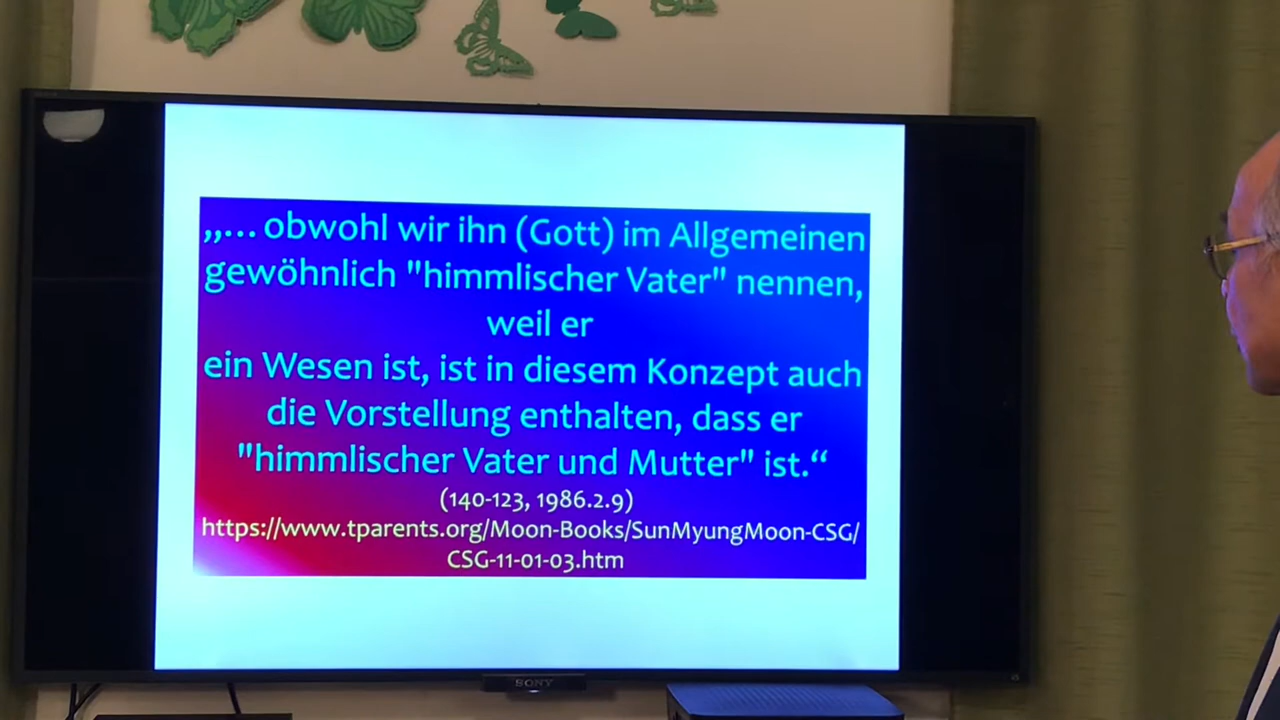 „... obwohl wir ihn (Gott) im Allgemeinen
gewöhnlich "himmlischer Vater" nennen,
weil er
ein Wesen ist, ist in diesem Konzept auch
die Vorstellung enthalten, dass er
"himmlischer Vater und Mutter" ist.“
(140-123, 1986.2.9)
https://www.tparents.org/Moon-Books/SunMyungMoon-CSG/
CSG-11-01-03.htm
SONY